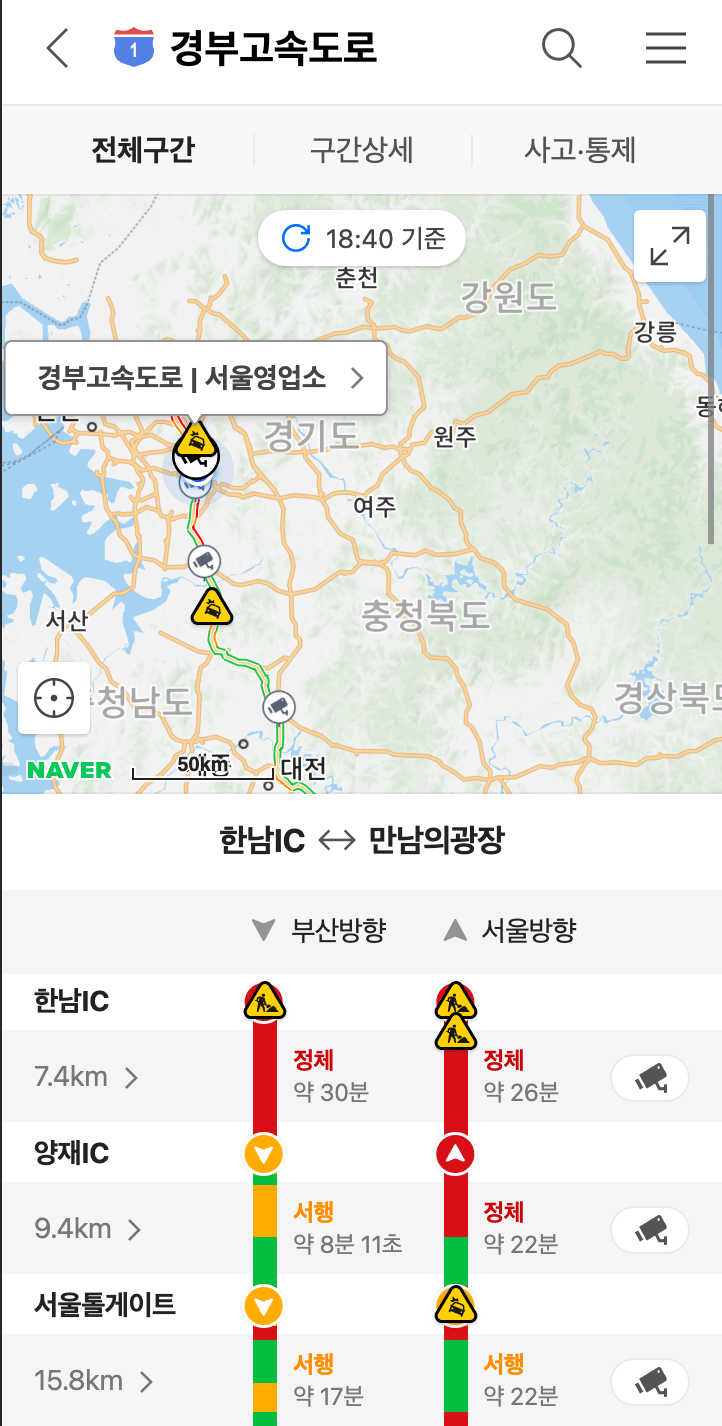 1 경부고속도로
전체구간 구간상세 사고·통제
18:40 기준
춘천
강원도
강릉
경부고속도로 | 서울영업소
경기도
원주
여주
서산
충청북도
경상북도
NAVER
50km
대전
한남IC ↔ 만남의광장
부산방향 서울방향
한남IC
7.4km 정체 정체
약 30분 약 26분
양재IC
9.4km 서행 정체
약 8분 11초 약 22분
서울톨게이트
15.8km 서행 서행
약 17분 약 22분